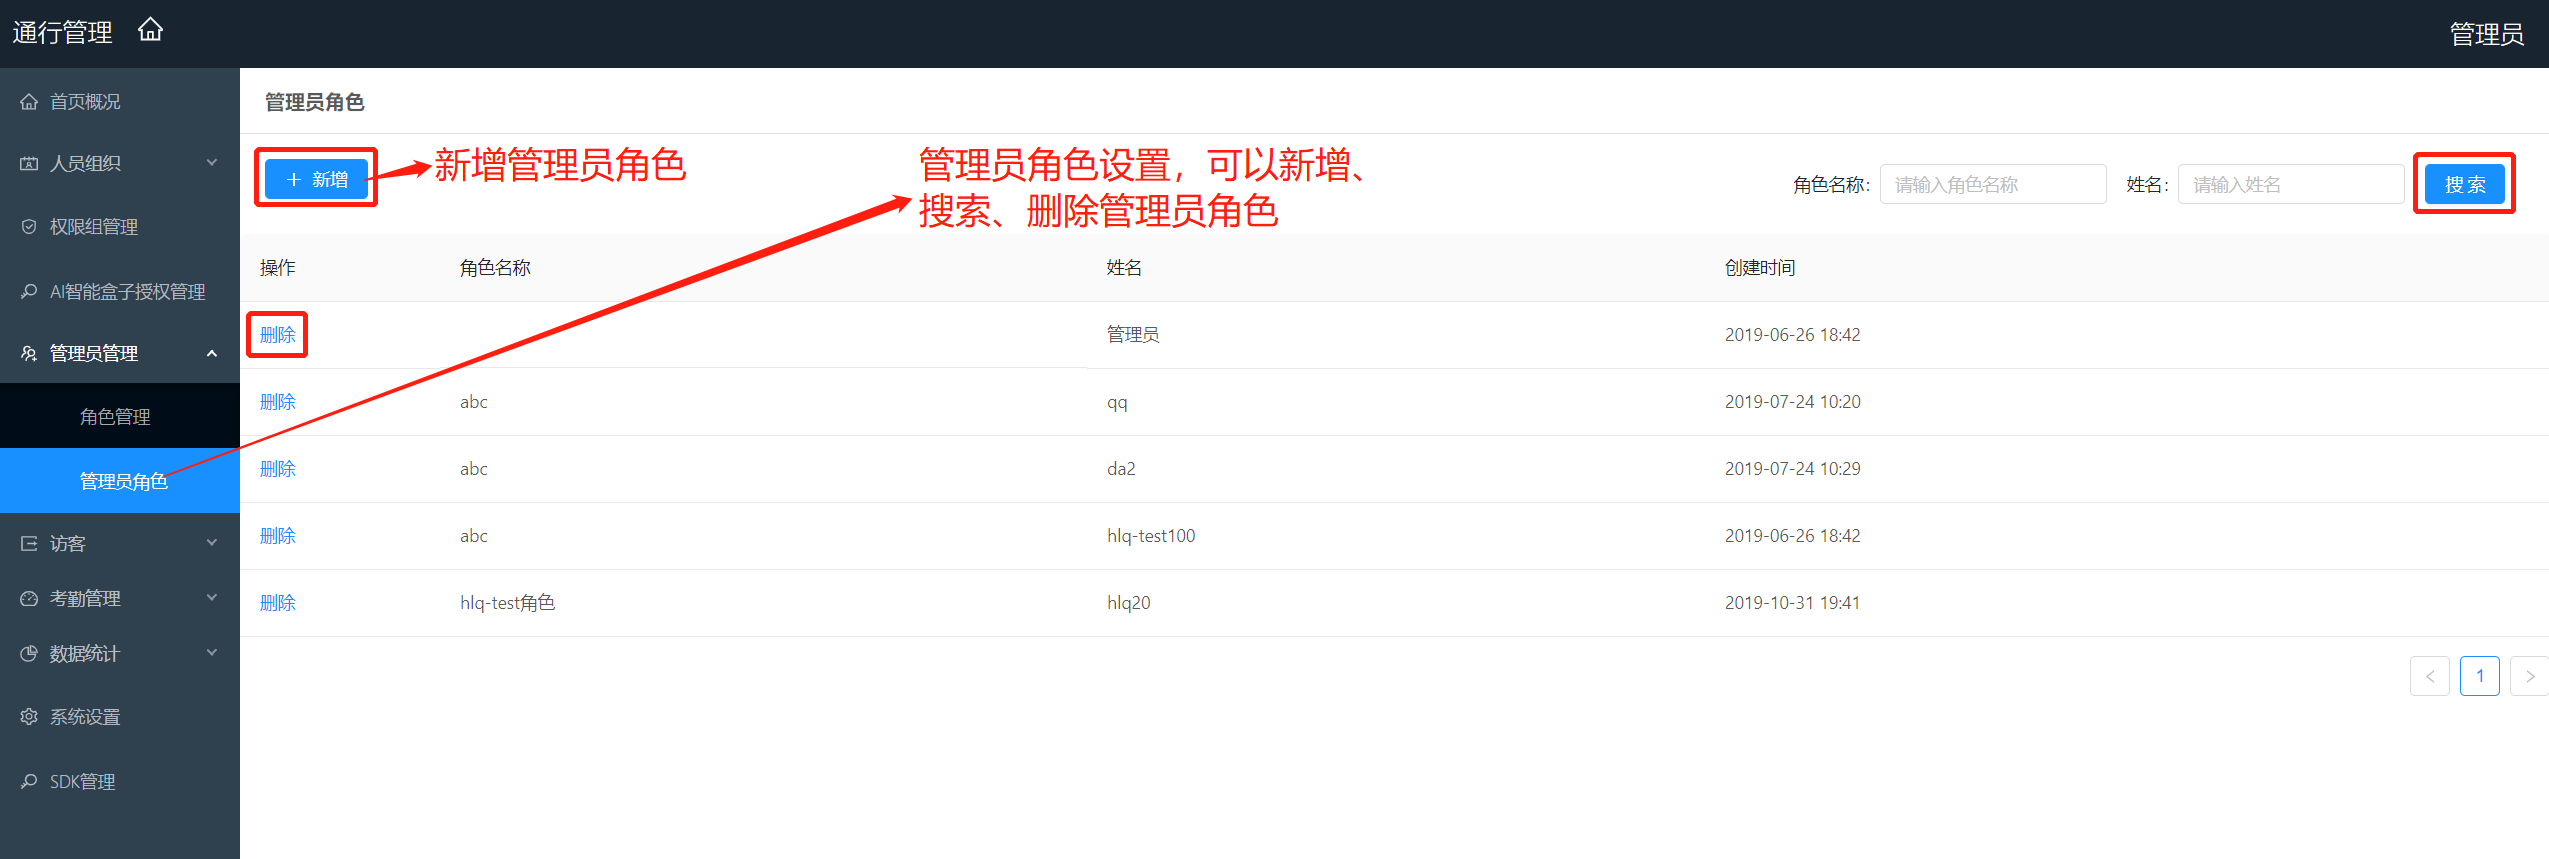 通行管理
管理员
首页概况
人员组织
权限组管理
AI智能盒子授权管理
管理员管理
角色管理
管理员角色
访客
考勤管理
数据统计
系统设置
SDK管理
管理员角色
+ 新增
新增管理员角色
管理员角色设置，可以新增、
搜索、删除管理员角色
角色名称: 请输入角色名称 姓名: 请输入姓名 搜 索
操作 角色名称 姓名 创建时间
删除 管理员 2019-06-26 18:42
删除 abc qq 2019-07-24 10:20
删除 abc da2 2019-07-24 10:29
删除 abc hlq-test100 2019-06-26 18:42
删除 hlq-test角色 hlq20 2019-10-31 19:41
< 1 >